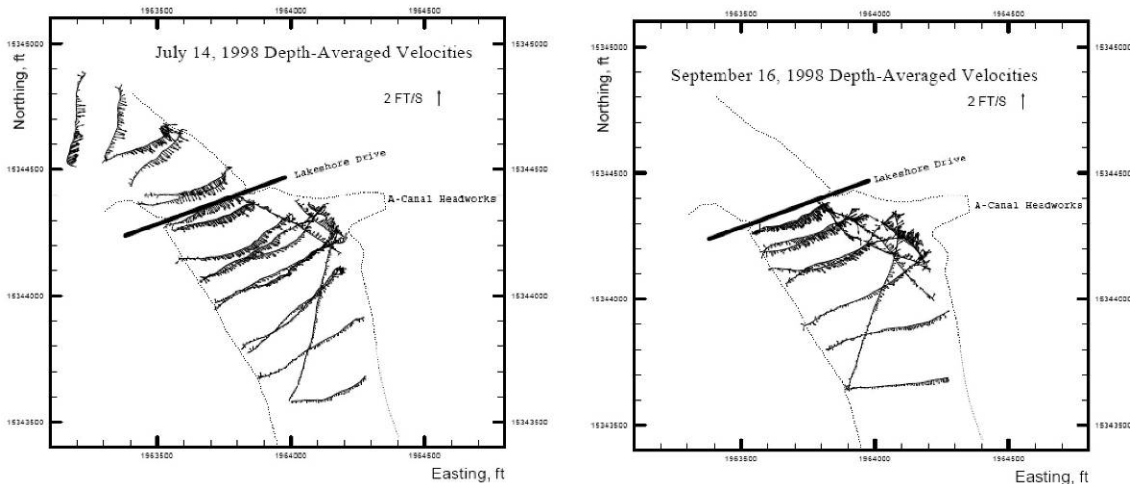 1963500
1964000
1964500
15345000
15345000
July 14, 1998 Depth-Averaged Velocities
2 FT/S
Northing, ft
15344500
15344500
Lakeshore Drive
A-Canal Headworks
15344000
15344000
15343500
15343500
1963500
1964000
1964500
Easting, ft
1963500
1964000
1964500
15345000
15345000
September 16, 1998 Depth-Averaged Velocities
2 FT/S
Northing, ft
15344500
15344500
Lakeshore Drive
A-Canal Headworks
15344000
15344000
15343500
15343500
1963500
1964000
1964500
Easting, ft